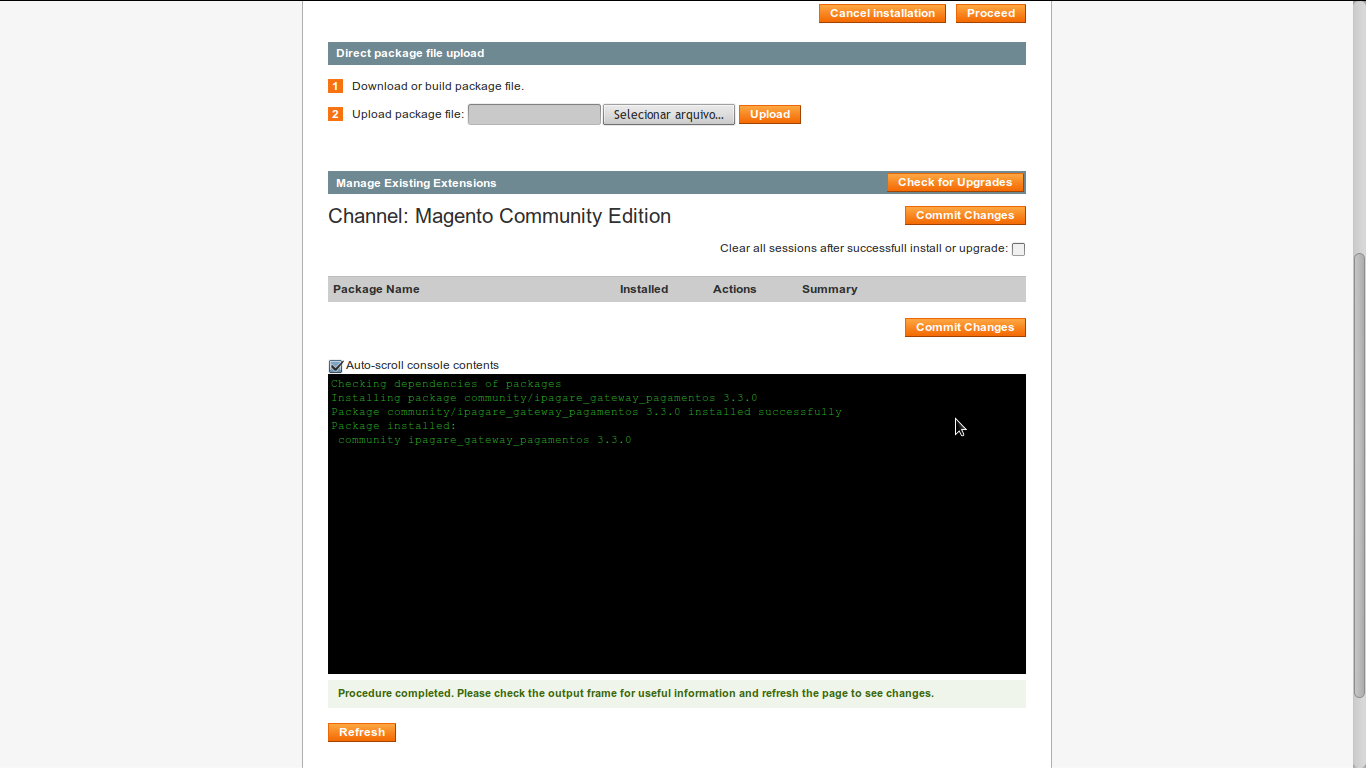 Cancel installation Proceed
Direct package file upload
1 Download or build package file.
2 Upload package file: Selecionar arquivo... Upload
Manage Existing Extensions Check for Upgrades
Channel: Magento Community Edition Commit Changes
Clear all sessions after successfull install or upgrade:
Package Name Installed Actions Summary
Commit Changes
Auto-scroll console contents
Checking dependencies of packages
Installing package community/ipagare_gateway_pagamentos 3.3.0
Package community/ipagare_gateway_pagamentos 3.3.0 installed successfully
Package installed:
community ipagare_gateway_pagamentos 3.3.0
Procedure completed. Please check the output frame for useful information and refresh the page to see changes.
Refresh